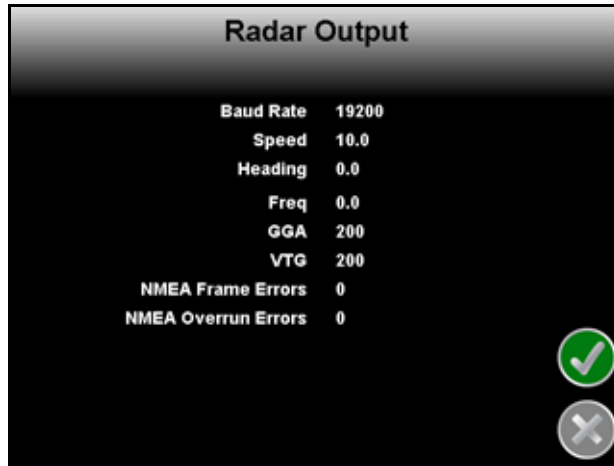 Radar Output
Baud Rate 19200
Speed 10.0
Heading 0.0
Freq 0.0
GGA 200
VTG 200
NMEA Frame Errors 0
NMEA Overrun Errors 0